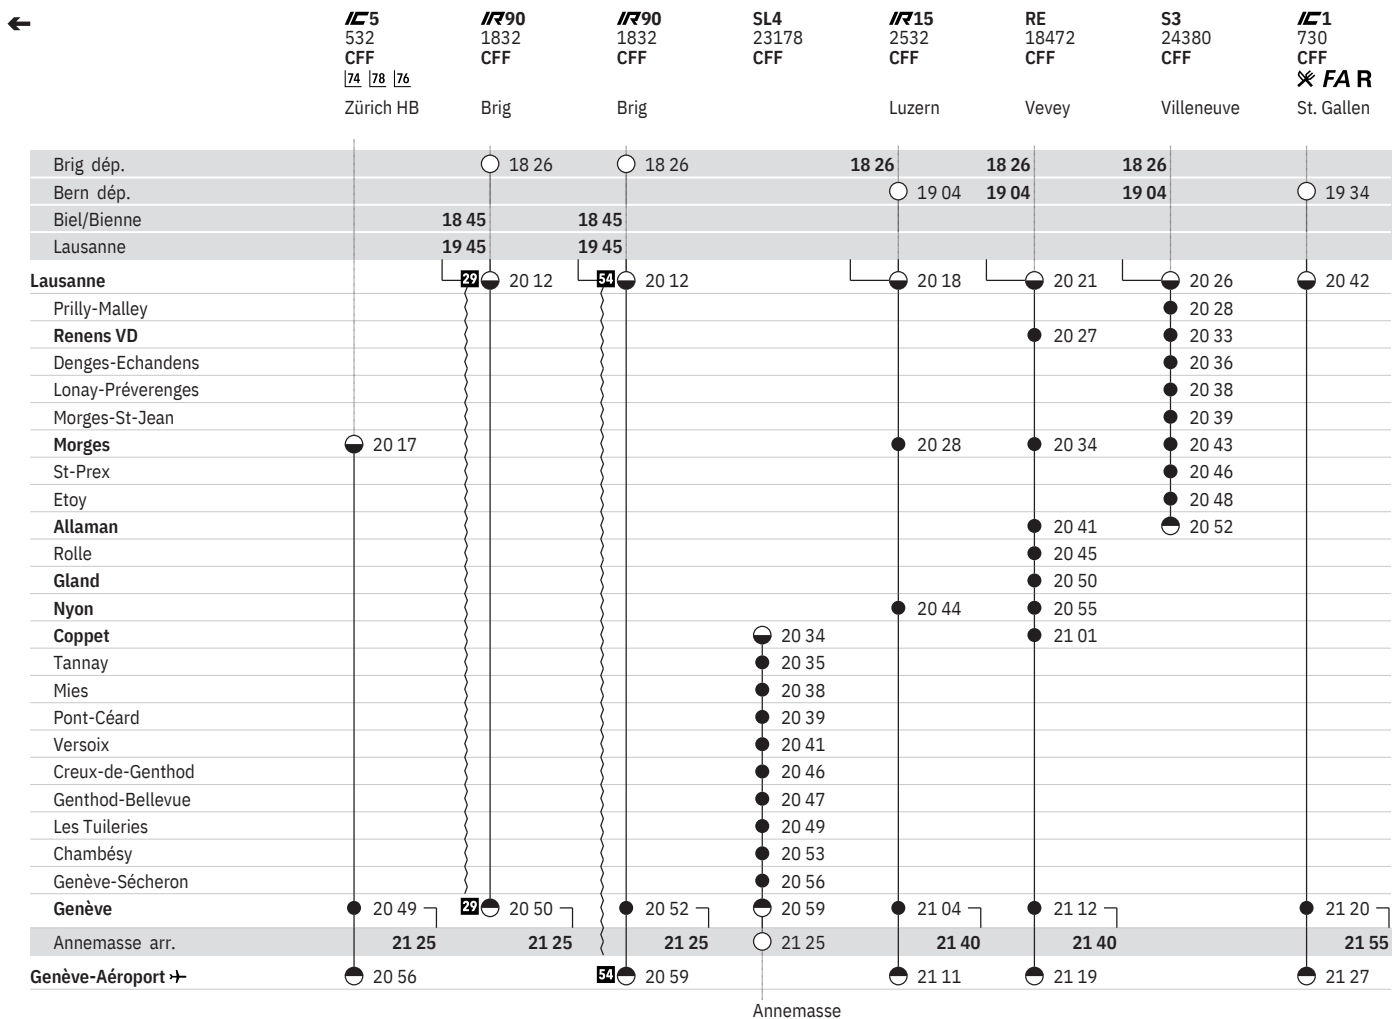 IC5 IR90 IR90 SL4 IR15 RE S3 IC1
532 1832 1832 23178 2532 18472 24380 730
CFF CFF CFF CFF CFF CFF CFF CFF
74 78 76 FA R
Zürich HB Brig Brig Luzern Vevey Villeneuve St. Gallen
Brig dép. 18 26 18 26 18 26 18 26 18 26
Bern dép. 19 04 19 04 19 04 19 34
Biel/Bienne 18 45 18 45
Lausanne 19 45 19 45
Lausanne 29 20 12 54 20 12 20 18 20 21 20 26 20 42
Prilly-Malley 20 28
Renens VD 20 27 20 33
Denges-Echandens 20 36
Lonay-Préverenges 20 38
Morges-St-Jean 20 39
Morges 20 17 20 28 20 34 20 43
St-Prex 20 46
Etoy 20 48
Allaman 20 41 20 52
Rolle 20 45
Gland 20 50
Nyon 20 44 20 55
Coppet 20 34 21 01
Tannay 20 35
Mies 20 38
Pont-Céard 20 39
Versoix 20 41
Creux-de-Genthod 20 46
Genthod-Bellevue 20 47
Les Tuileries 20 49
Chambésy 20 53
Genève-Sécheron 20 56
Genève 20 49 29 20 50 20 52 20 59 21 04 21 12 21 20
Annemasse arr. 21 25 21 25 21 25 21 25 21 40 21 40 21 55
Genève-Aéroport 20 56 54 20 59 21 11 21 19 21 27
Annemasse